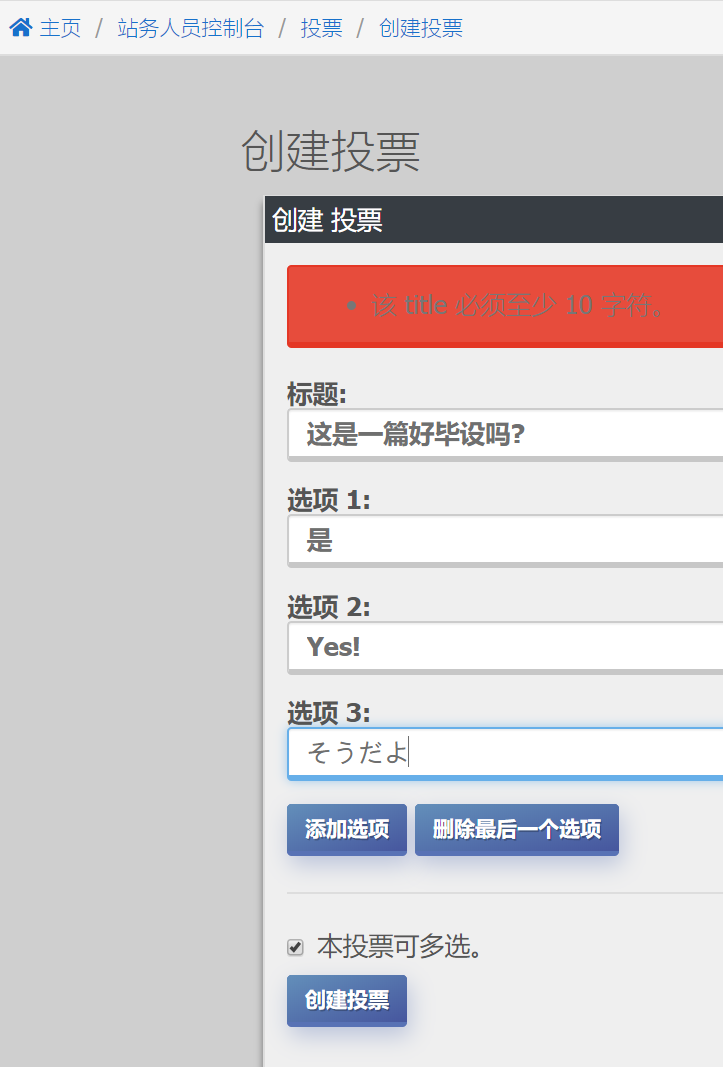 主页 / 站务人员控制台 / 投票 / 创建投票
创建投票
创建 投票
该 title 必须至少 10 字符。
标题:
这是一篇好毕设吗?
选项 1:
是
选项 2:
Yes!
选项 3:
そうだよ
添加选项 删除最后一个选项
本投票可多选。
创建投票